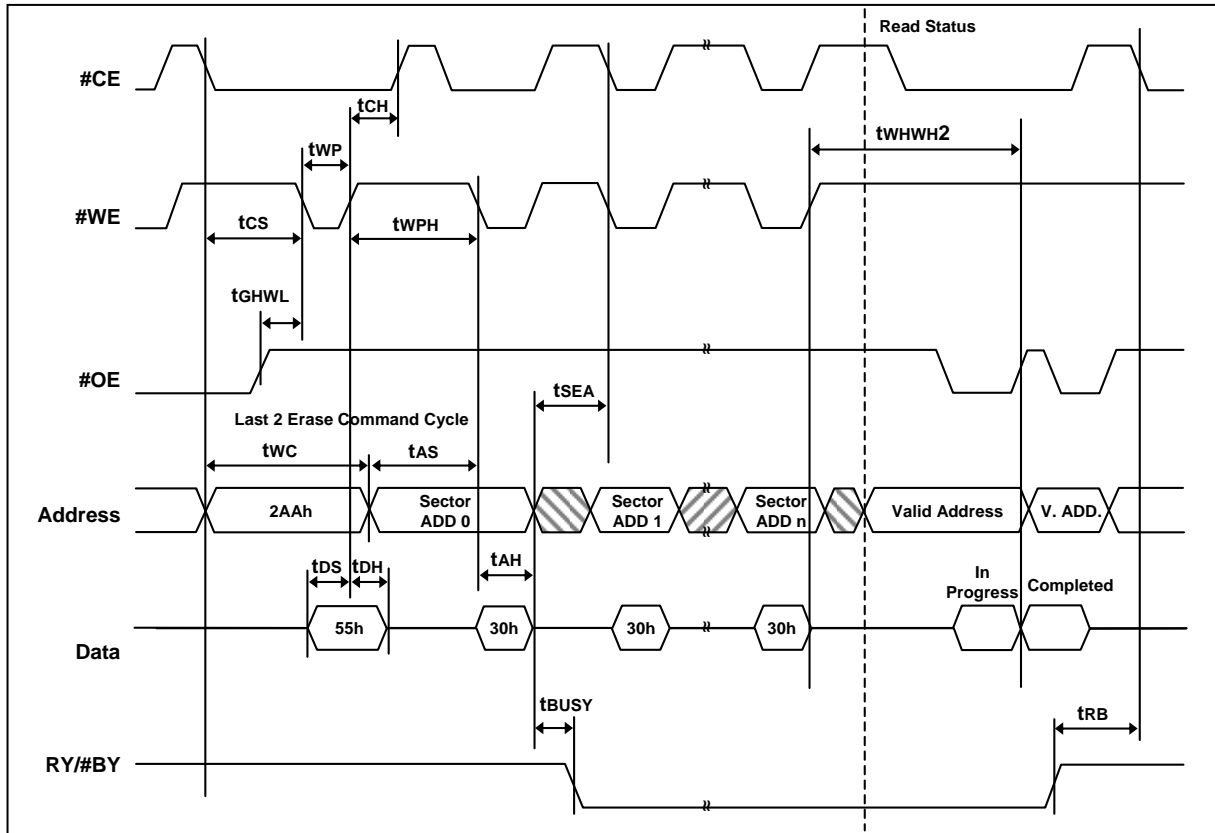 Read Status
#CE
tCH
tWHWH2
tWP
#WE
tCS
tWPH
tGHWL
#OE
tSEA
Last 2 Erase Command Cycle
tWC
tAS
Address
2AAh
Sector
ADD 0
Sector
ADD 1
Sector
ADD n
Valid Address
V. ADD.
tDS
tDH
tAH
In
Progress
Completed
55h
30h
30h
30h
Data
tBUSY
tRB
RY/#BY